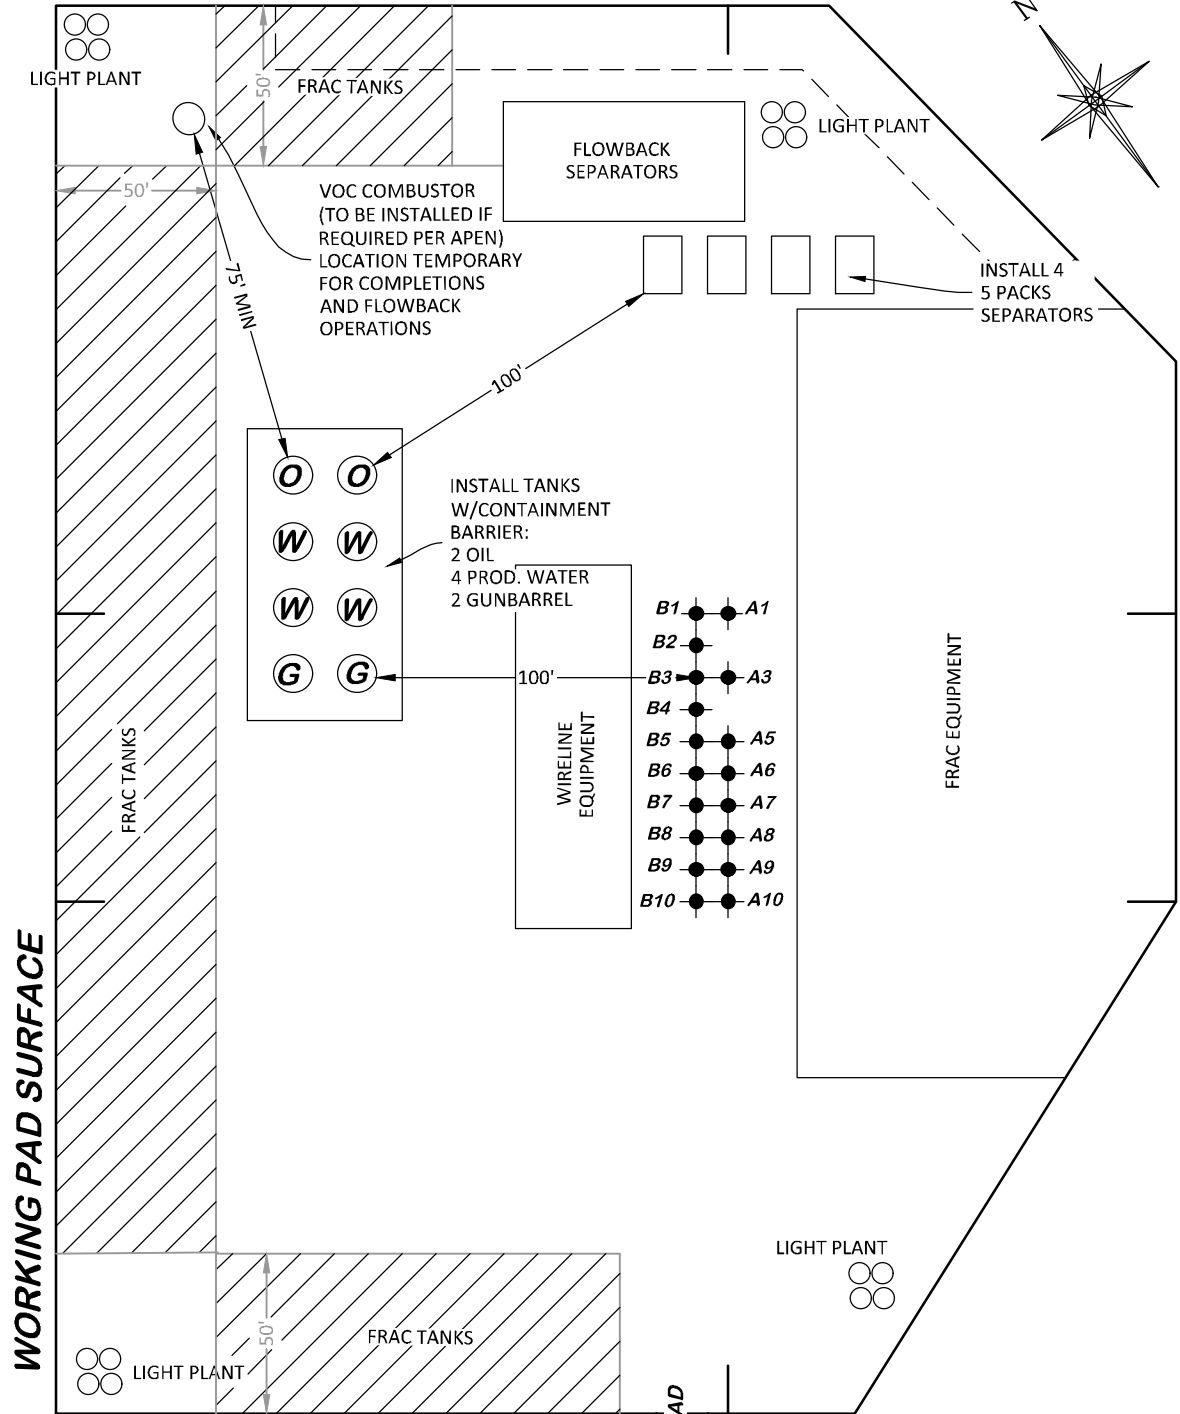 N
LIGHT PLANT
50'
FRAC TANKS
LIGHT PLANT
FLOWBACK
SEPARATORS
50'
VOC COMBUSTOR
(TO BE INSTALLED IF
REQUIRED PER APEN)
LOCATION TEMPORARY
FOR COMPLETIONS
AND FLOWBACK
OPERATIONS
75' MIN
INSTALL 4
5 PACKS
SEPARATORS
100'
O O
W W
W W
G G
INSTALL TANKS
W/CONTAINMENT
BARRIER:
2 OIL
4 PROD. WATER
2 GUNBARREL
B1 A1
B2
100'
B3 A3
B4
B5 A5
B6 A6
B7 A7
B8 A8
B9 A9
B10 A10
WIRELINE
EQUIPMENT
FRAC EQUIPMENT
FRAC TANKS
WORKING PAD SURFACE
LIGHT PLANT
50'
FRAC TANKS
LIGHT PLANT
AD